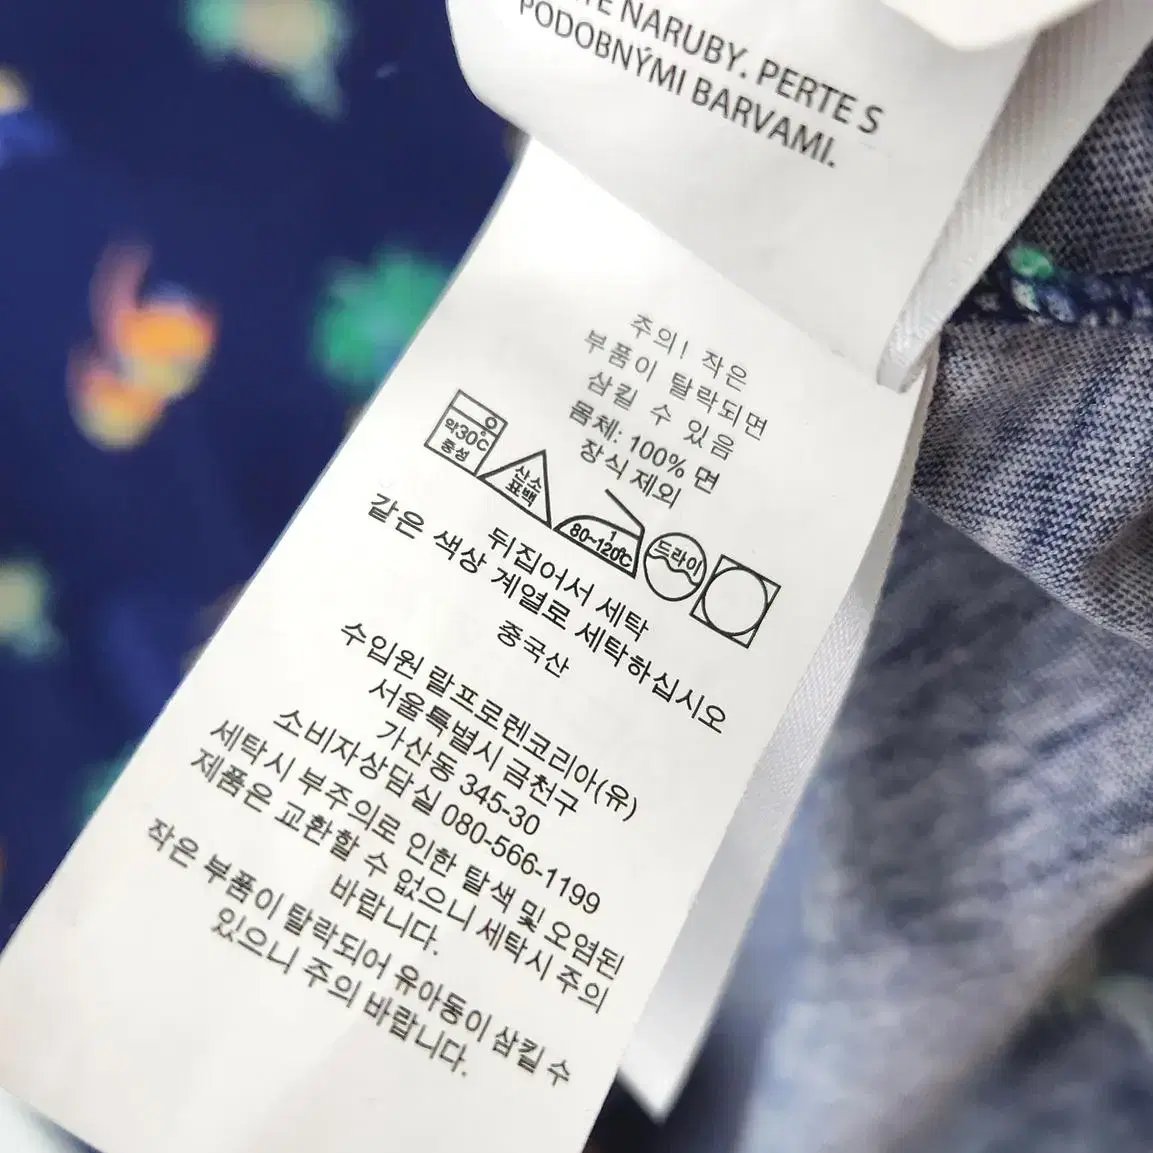 NARUBY. PERTE S
PODOBNÝMI BARVAMI.
추의! 작은
부품이 탈락되면
삼킬 수 있음
몸체: 100% 면
장식 제외
약30℃
중성
산소
표백
1
80~120℃
드라이
뒤집어서 세탁
같은 색상 계열로 세탁하십시오
중국산
수입원 랄프로렌코리아(유)
서울특별시 금천구
가산동 345-30
소비자상담실 080-566-1199
세탁시 부주의로 인한 탈색 및 오염된
제품은 교환할 수 없으니 세탁시 주의
바랍니다.
작은 부품이 탈락되어 유아동이 삼킬 수
있으니 주의 바랍니다.